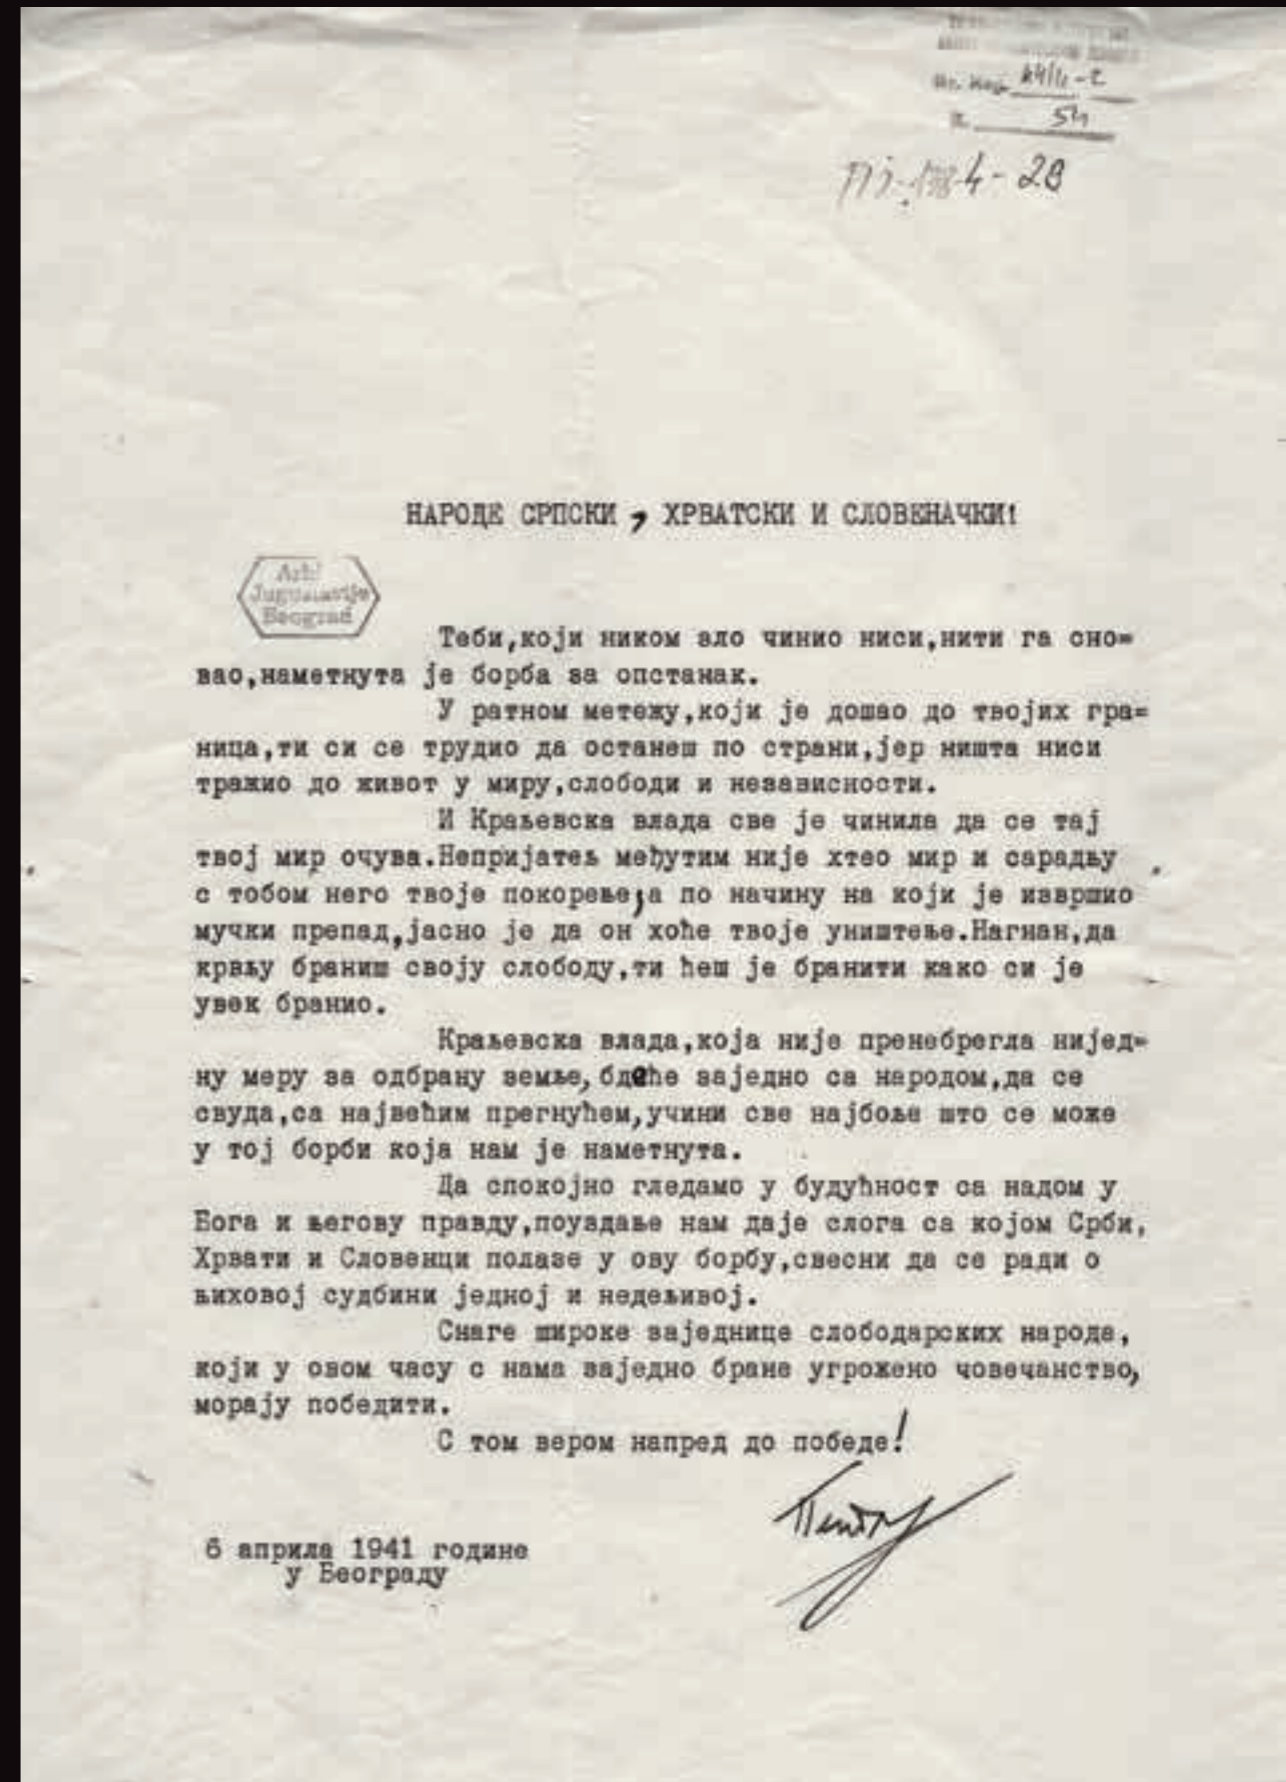 54
4 - 28
НАРОДЕ СРПСКИ, ХРВАТСКИ И СЛОВЕНАЧКИ!
Jugoslavije
Beograd
Теби,који ником зло чинио ниси,нити га сно=
вао,наметнута је борба за опстанак.
У ратном метежу,који је дошао до твојих гра=
ница,ти си се трудио да останеш по страни,јер ништа ниси
тражио до живот у миру,слободи и независности.
И Краљевска влада све је чинила да се тај
твој мир очува.Непријатељ међутим није хтео мир и сарадњу
с тобом него твоје покорење;а по начину на који је извршио
мучки препад,јасно је да он хоће твоје уништење.Нагнан,да
крвљу браниш своју слободу,ти ћеш је бранити како си је
увек бранио.
Краљевска влада,која није пренебрегла нијед=
ну меру за одбрану земље,бдеће заједно са народом,да се
свуда,са највећим прегнућем,учини све најбоље што се може
у тој борби која нам је наметнута.
Да спокојно гледамо у будућност са надом у
Бога и његову правду,поуздање нам даје слога са којом Срби,
Хрвати и Словенци полазе у ову борбу,свесни да се ради о
њиховој судбини једној и недељивој.
Снаге широке заједнице слободарских народа,
који у овом часу с нама заједно бране угрожено човечанство,
морају победити.
С том вером напред до победе!
6 априла 1941 године
у Београду